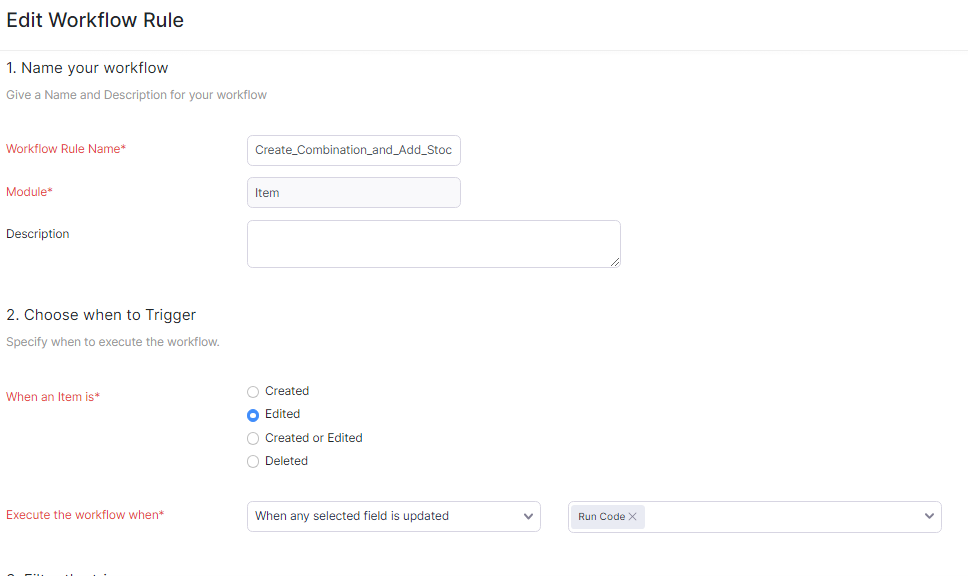 Edit Workflow Rule
1. Name your workflow
Give a Name and Description for your workflow
Workflow Rule Name*
Create_Combination_and_Add_Stoc
Module*
Item
Description
2. Choose when to Trigger
Specify when to execute the workflow.
When an Item is*
Created
Edited
Created or Edited
Deleted
Execute the workflow when*
When any selected field is updated
Run Code